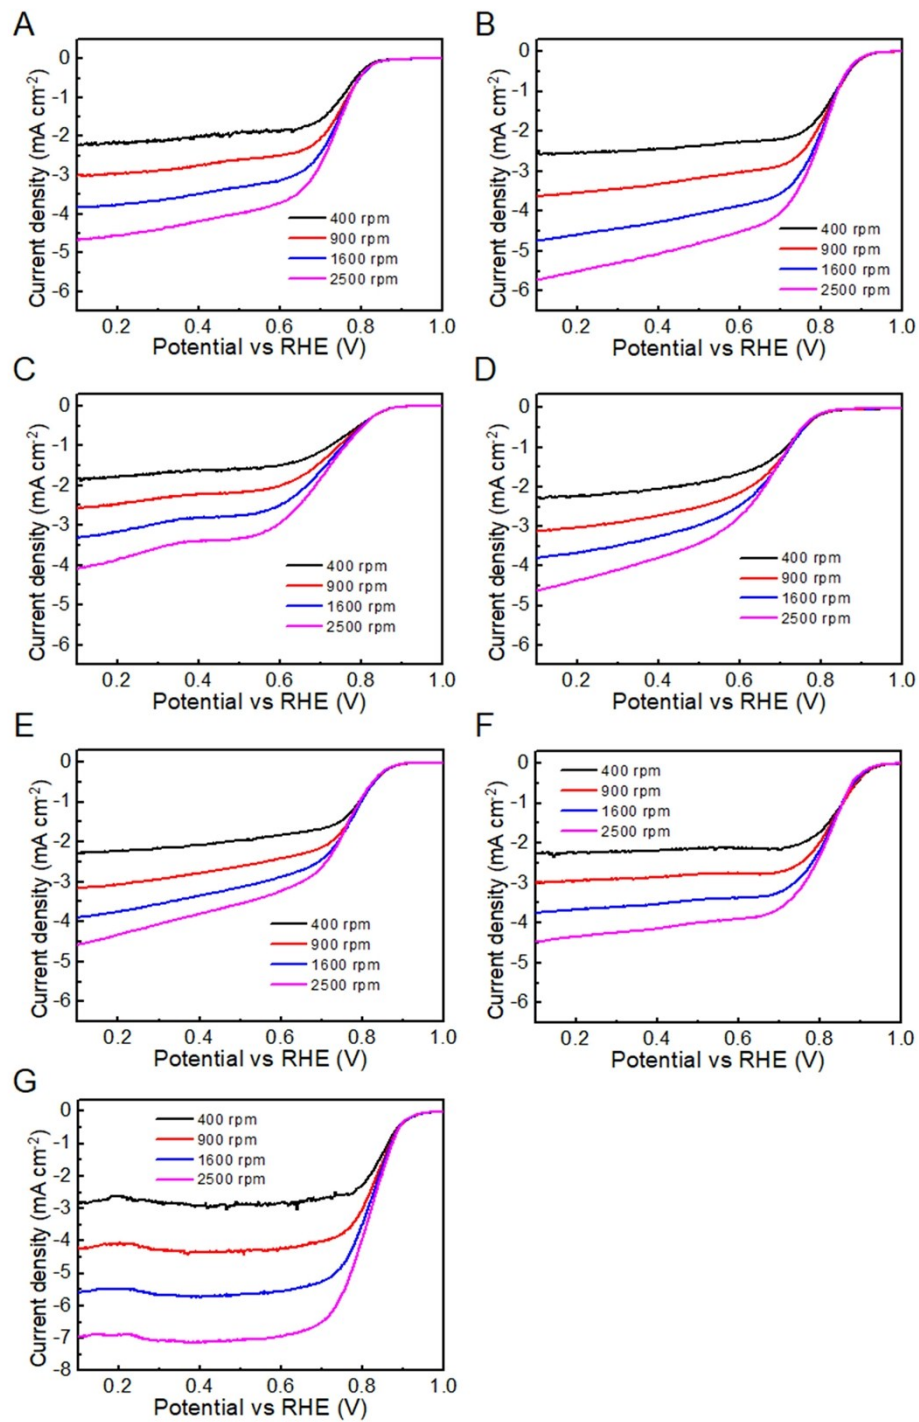 A
Current density (mA cm-2)
0
-1
-2
-3
-4
-5
-6
400 rpm
900 rpm
1600 rpm
2500 rpm
0.2 0.4 0.6 0.8 1.0
Potential vs RHE (V)
B
Current density (mA cm-2)
0
-1
-2
-3
-4
-5
-6
400 rpm
900 rpm
1600 rpm
2500 rpm
0.2 0.4 0.6 0.8 1.0
Potential vs RHE (V)
C
Current density (mA cm-2)
0
-1
-2
-3
-4
-5
-6
400 rpm
900 rpm
1600 rpm
2500 rpm
0.2 0.4 0.6 0.8 1.0
Potential vs RHE (V)
D
Current density (mA cm-2)
0
-1
-2
-3
-4
-5
-6
400 rpm
900 rpm
1600 rpm
2500 rpm
0.2 0.4 0.6 0.8 1.0
Potential vs RHE (V)
E
Current density (mA cm-2)
0
-1
-2
-3
-4
-5
-6
400 rpm
900 rpm
1600 rpm
2500 rpm
0.2 0.4 0.6 0.8 1.0
Potential vs RHE (V)
F
Current density (mA cm-2)
0
-1
-2
-3
-4
-5
-6
400 rpm
900 rpm
1600 rpm
2500 rpm
0.2 0.4 0.6 0.8 1.0
Potential vs RHE (V)
G
Current density (mA cm-2)
0
-1
-2
-3
-4
-5
-6
-7
-8
400 rpm
900 rpm
1600 rpm
2500 rpm
0.2 0.4 0.6 0.8 1.0
Potential vs RHE (V)